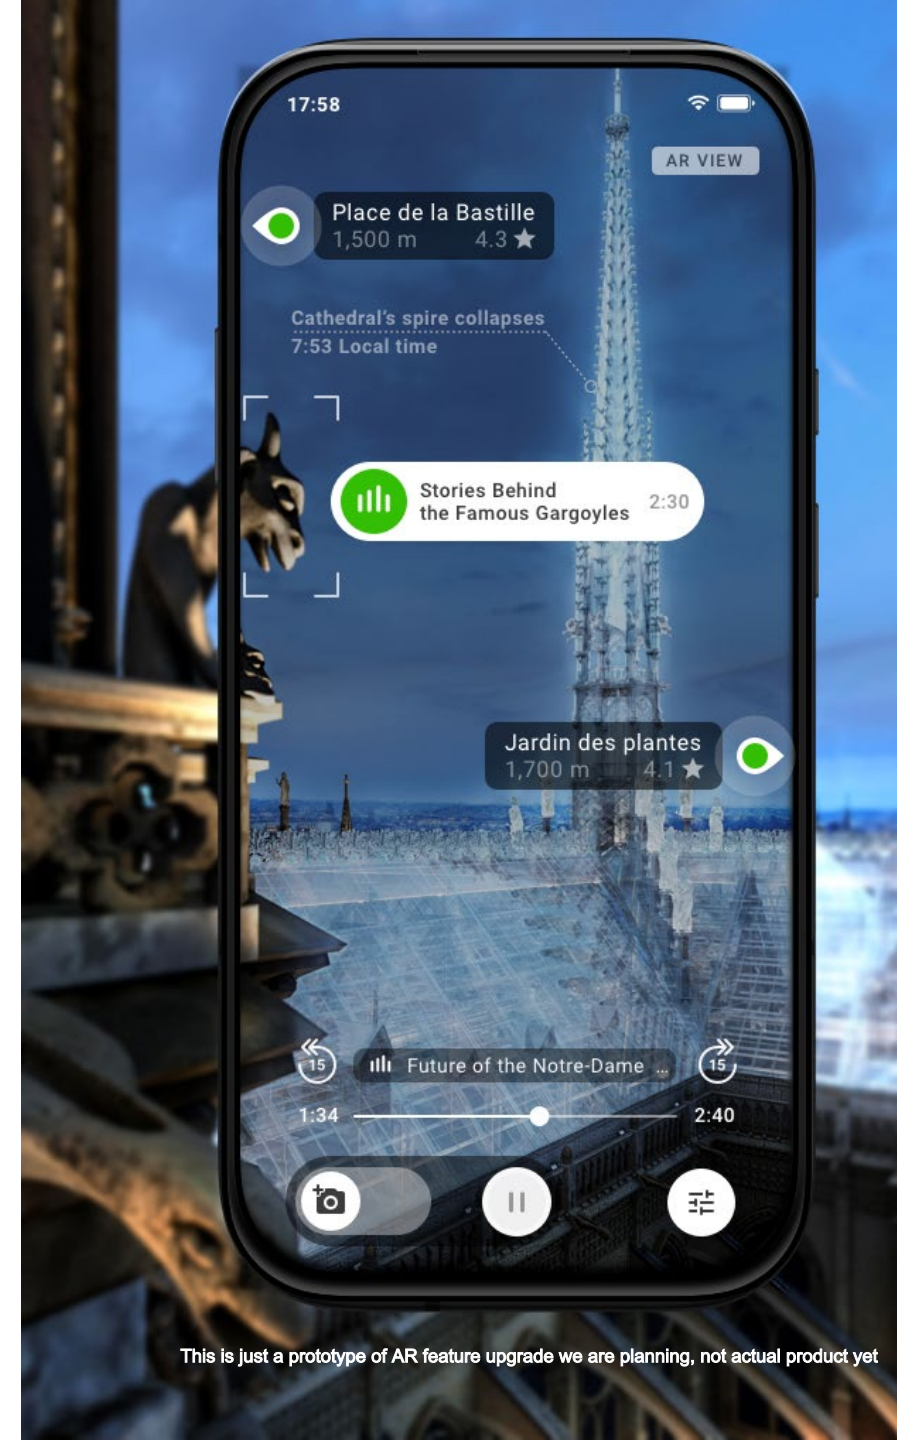 17:58
AR VIEW
Place de la Bastille
1,500 m 4.3
Cathedral's spire collapses
7:53 Local time
Stories Behind
the Famous Gargoyles
2:30
Jardin des plantes
1,700 m 4.1
15
Future of the Notre-Dame ...
15
1:34
2:40
This is just a prototype of AR feature upgrade we are planning, not actual product yet